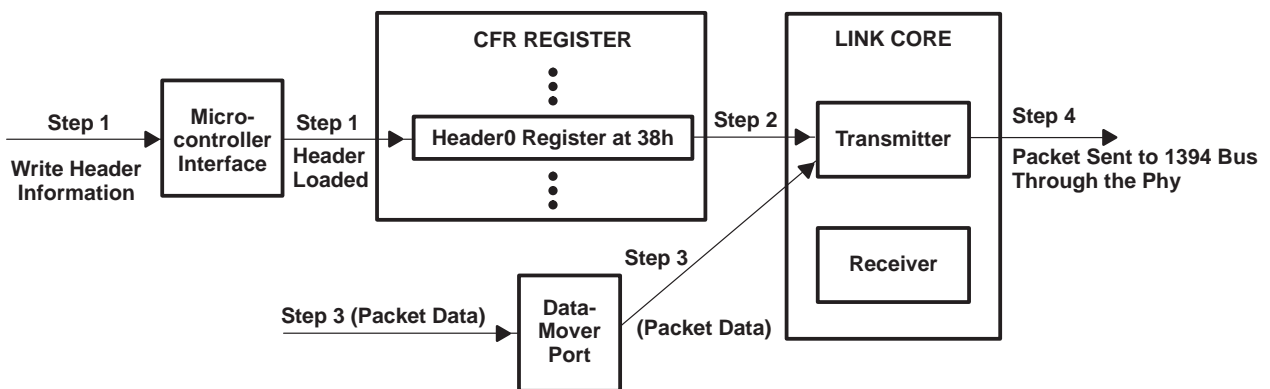 CFR REGISTER
LINK CORE
Step 1
Micro-
controller
Interface
Step 1
Header0 Register at 38h
Step 2
Transmitter
Step 4
Write Header
Information
Header
Loaded
Packet Sent to 1394 Bus
Through the Phy
Step 3
Receiver
Step 3 (Packet Data)
Data-
Mover
Port
(Packet Data)